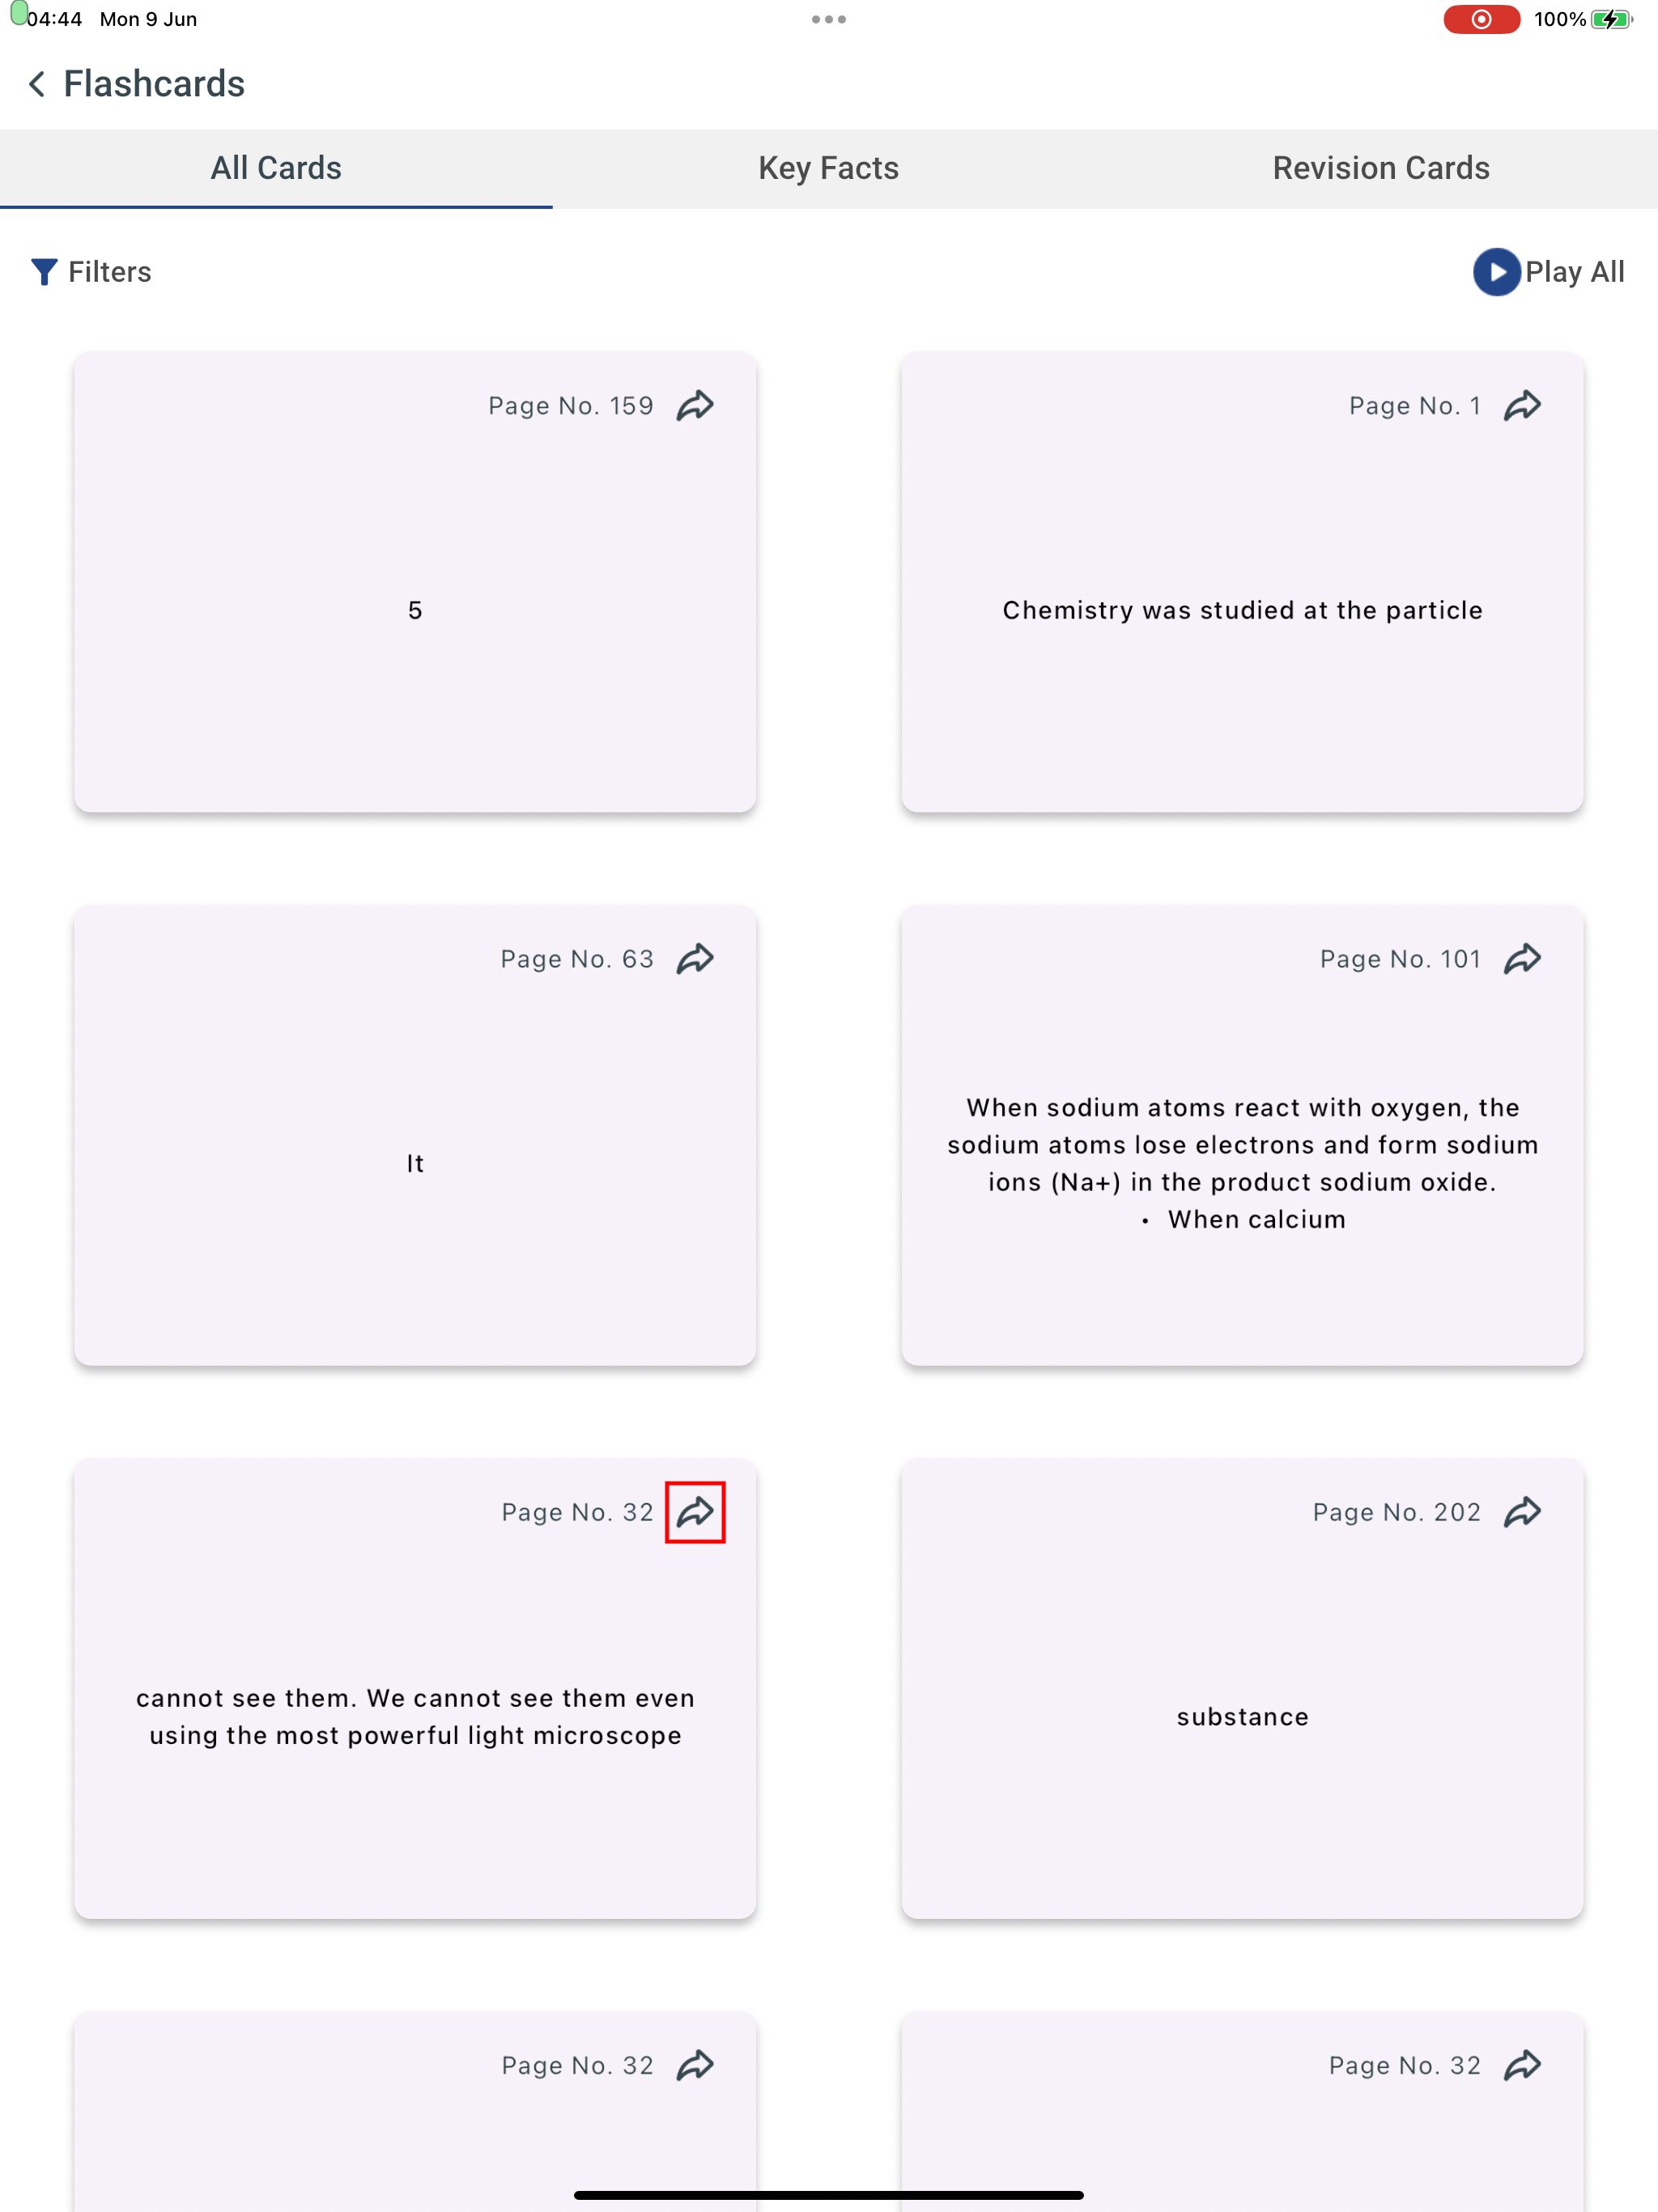 04:44 Mon 9 Jun
100%
Flashcards
All Cards
Key Facts
Revision Cards
Filters
Play All
Page No. 159
5
Page No. 1
Chemistry was studied at the particle
Page No. 63
It
Page No. 101
When sodium atoms react with oxygen, the
sodium atoms lose electrons and form sodium
ions (Na+) in the product sodium oxide.
• When calcium
Page No. 32
cannot see them. We cannot see them even
using the most powerful light microscope
Page No. 202
substance
Page No. 32
Page No. 32